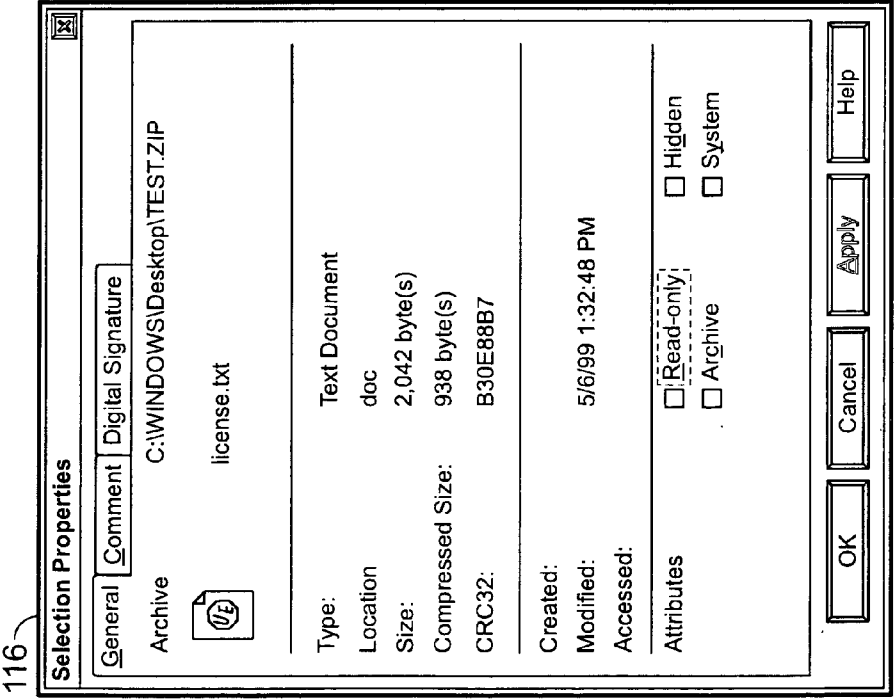 116
Selection Properties
General Comment Digital Signature
Archive C:\WINDOWS\Desktop\TEST.ZIP
UE license.txt
Type: Text Document
Location doc
Size: 2,042 byte(s)
Compressed Size: 938 byte(s)
CRC32: B30E88B7
Created:
Modified: 5/6/99 1:32:48 PM
Accessed:
Attributes Read-only Hidden
Archive System
OK Cancel Apply Help